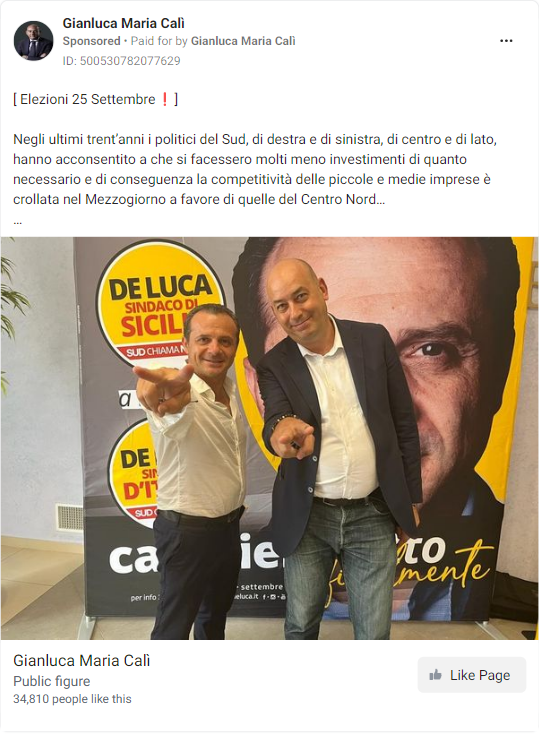 Gianluca Maria Calì
Sponsored • Paid for by Gianluca Maria Calì
ID: 500530782077629
[ Elezioni 25 Settembre❗]
Negli ultimi trent’anni i politici del Sud, di destra e di sinistra, di centro e di lato,
hanno acconsentito a che si facessero molti meno investimenti di quanto
necessario e di conseguenza la competitività delle piccole e medie imprese è
crollata nel Mezzogiorno a favore di quelle del Centro Nord...
...
DE LUCA
SINDACO DI
SICIL
SUD CHIAMA N
a
DE
SIN
D'IT
SUD C
ca ie to
mente
settembre
per info
eluca.it
Gianluca Maria Calì
Public figure
34,810 people like this
Like Page